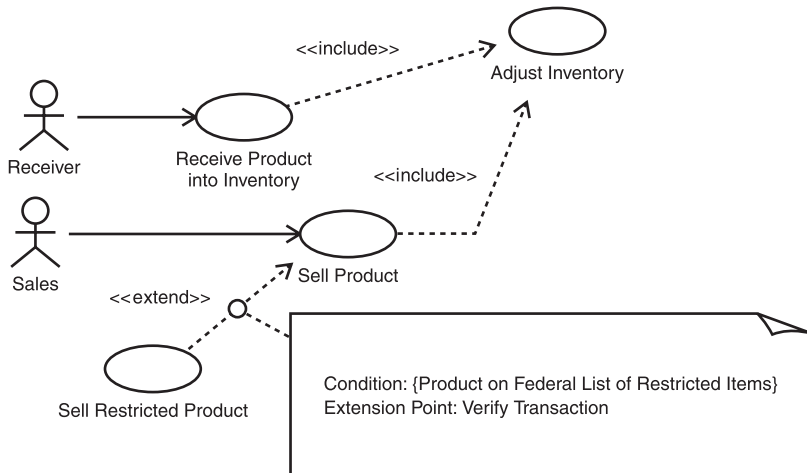 <<include>>
Adjust Inventory
Receiver
Receive Product
into Inventory
<<include>>
Sales
Sell Product
<<extend>>
Sell Restricted Product
Condition: {Product on Federal List of Restricted Items}
Extension Point: Verify Transaction